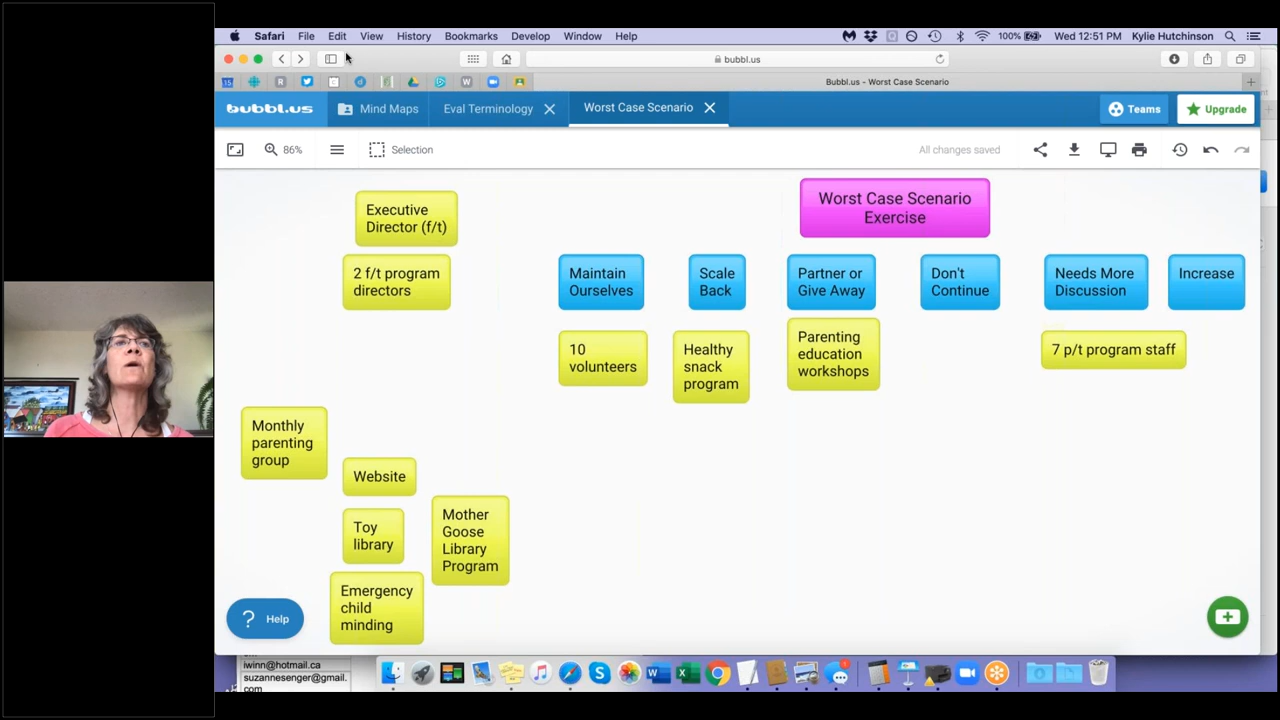 Safari File Edit View History Bookmarks Develop Window Help 100% Wed 12:51 PM Kylie Hutchinson
bubbl.us
Bubbl.us - Worst Case Scenario
bubbl.us Mind Maps Eval Terminology Worst Case Scenario Teams Upgrade
86% Selection All changes saved
Executive
Director (f/t)
Worst Case Scenario
Exercise
2 f/t program
directors
Maintain
Ourselves
Scale
Back
Partner or
Give Away
Don't
Continue
Needs More
Discussion
Increase
10
volunteers
Healthy
snack
program
Parenting
education
workshops
7 p/t program staff
Monthly
parenting
group
Website
Toy
library
Mother
Goose
Library
Program
Emergency
child
minding
? Help
iwinn@hotmail.ca
suzannesenger@gmail.
com